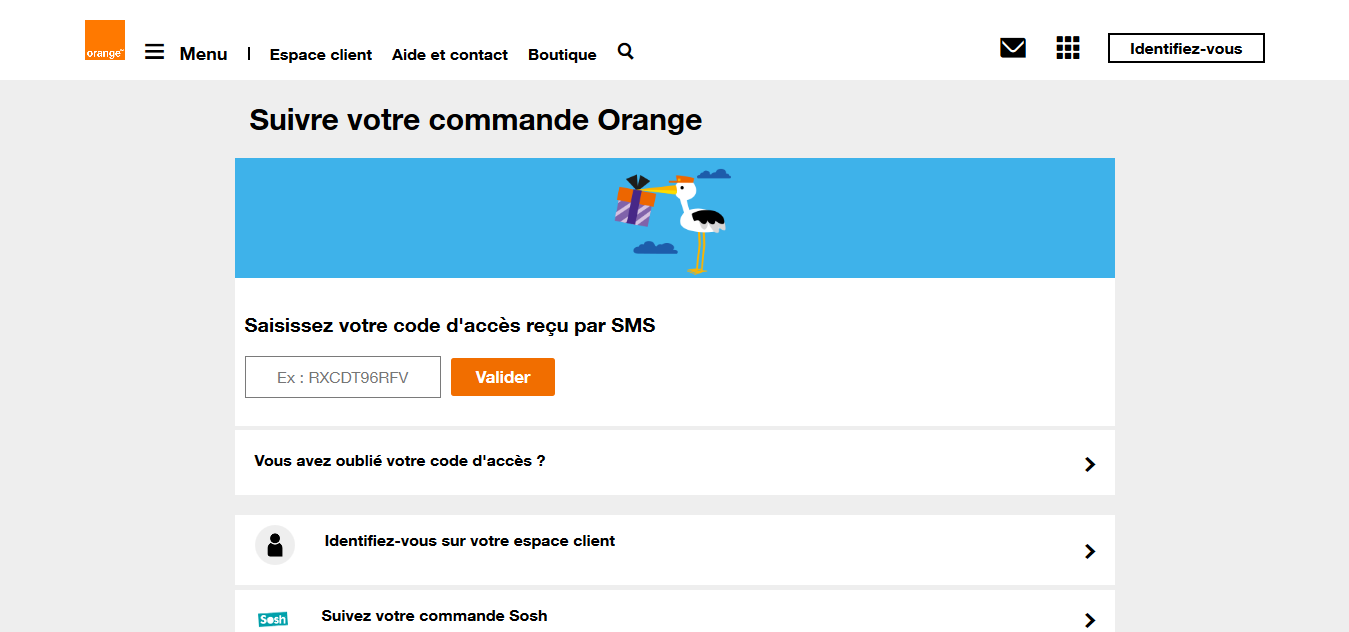 orange™
Menu | Espace client Aide et contact Boutique
Identifiez-vous
Suivre votre commande Orange
Saisissez votre code d'accès reçu par SMS
Ex : RXCDT96RFV
Valider
Vous avez oublié votre code d'accès ?
Identifiez-vous sur votre espace client
Sosh
Suivez votre commande Sosh